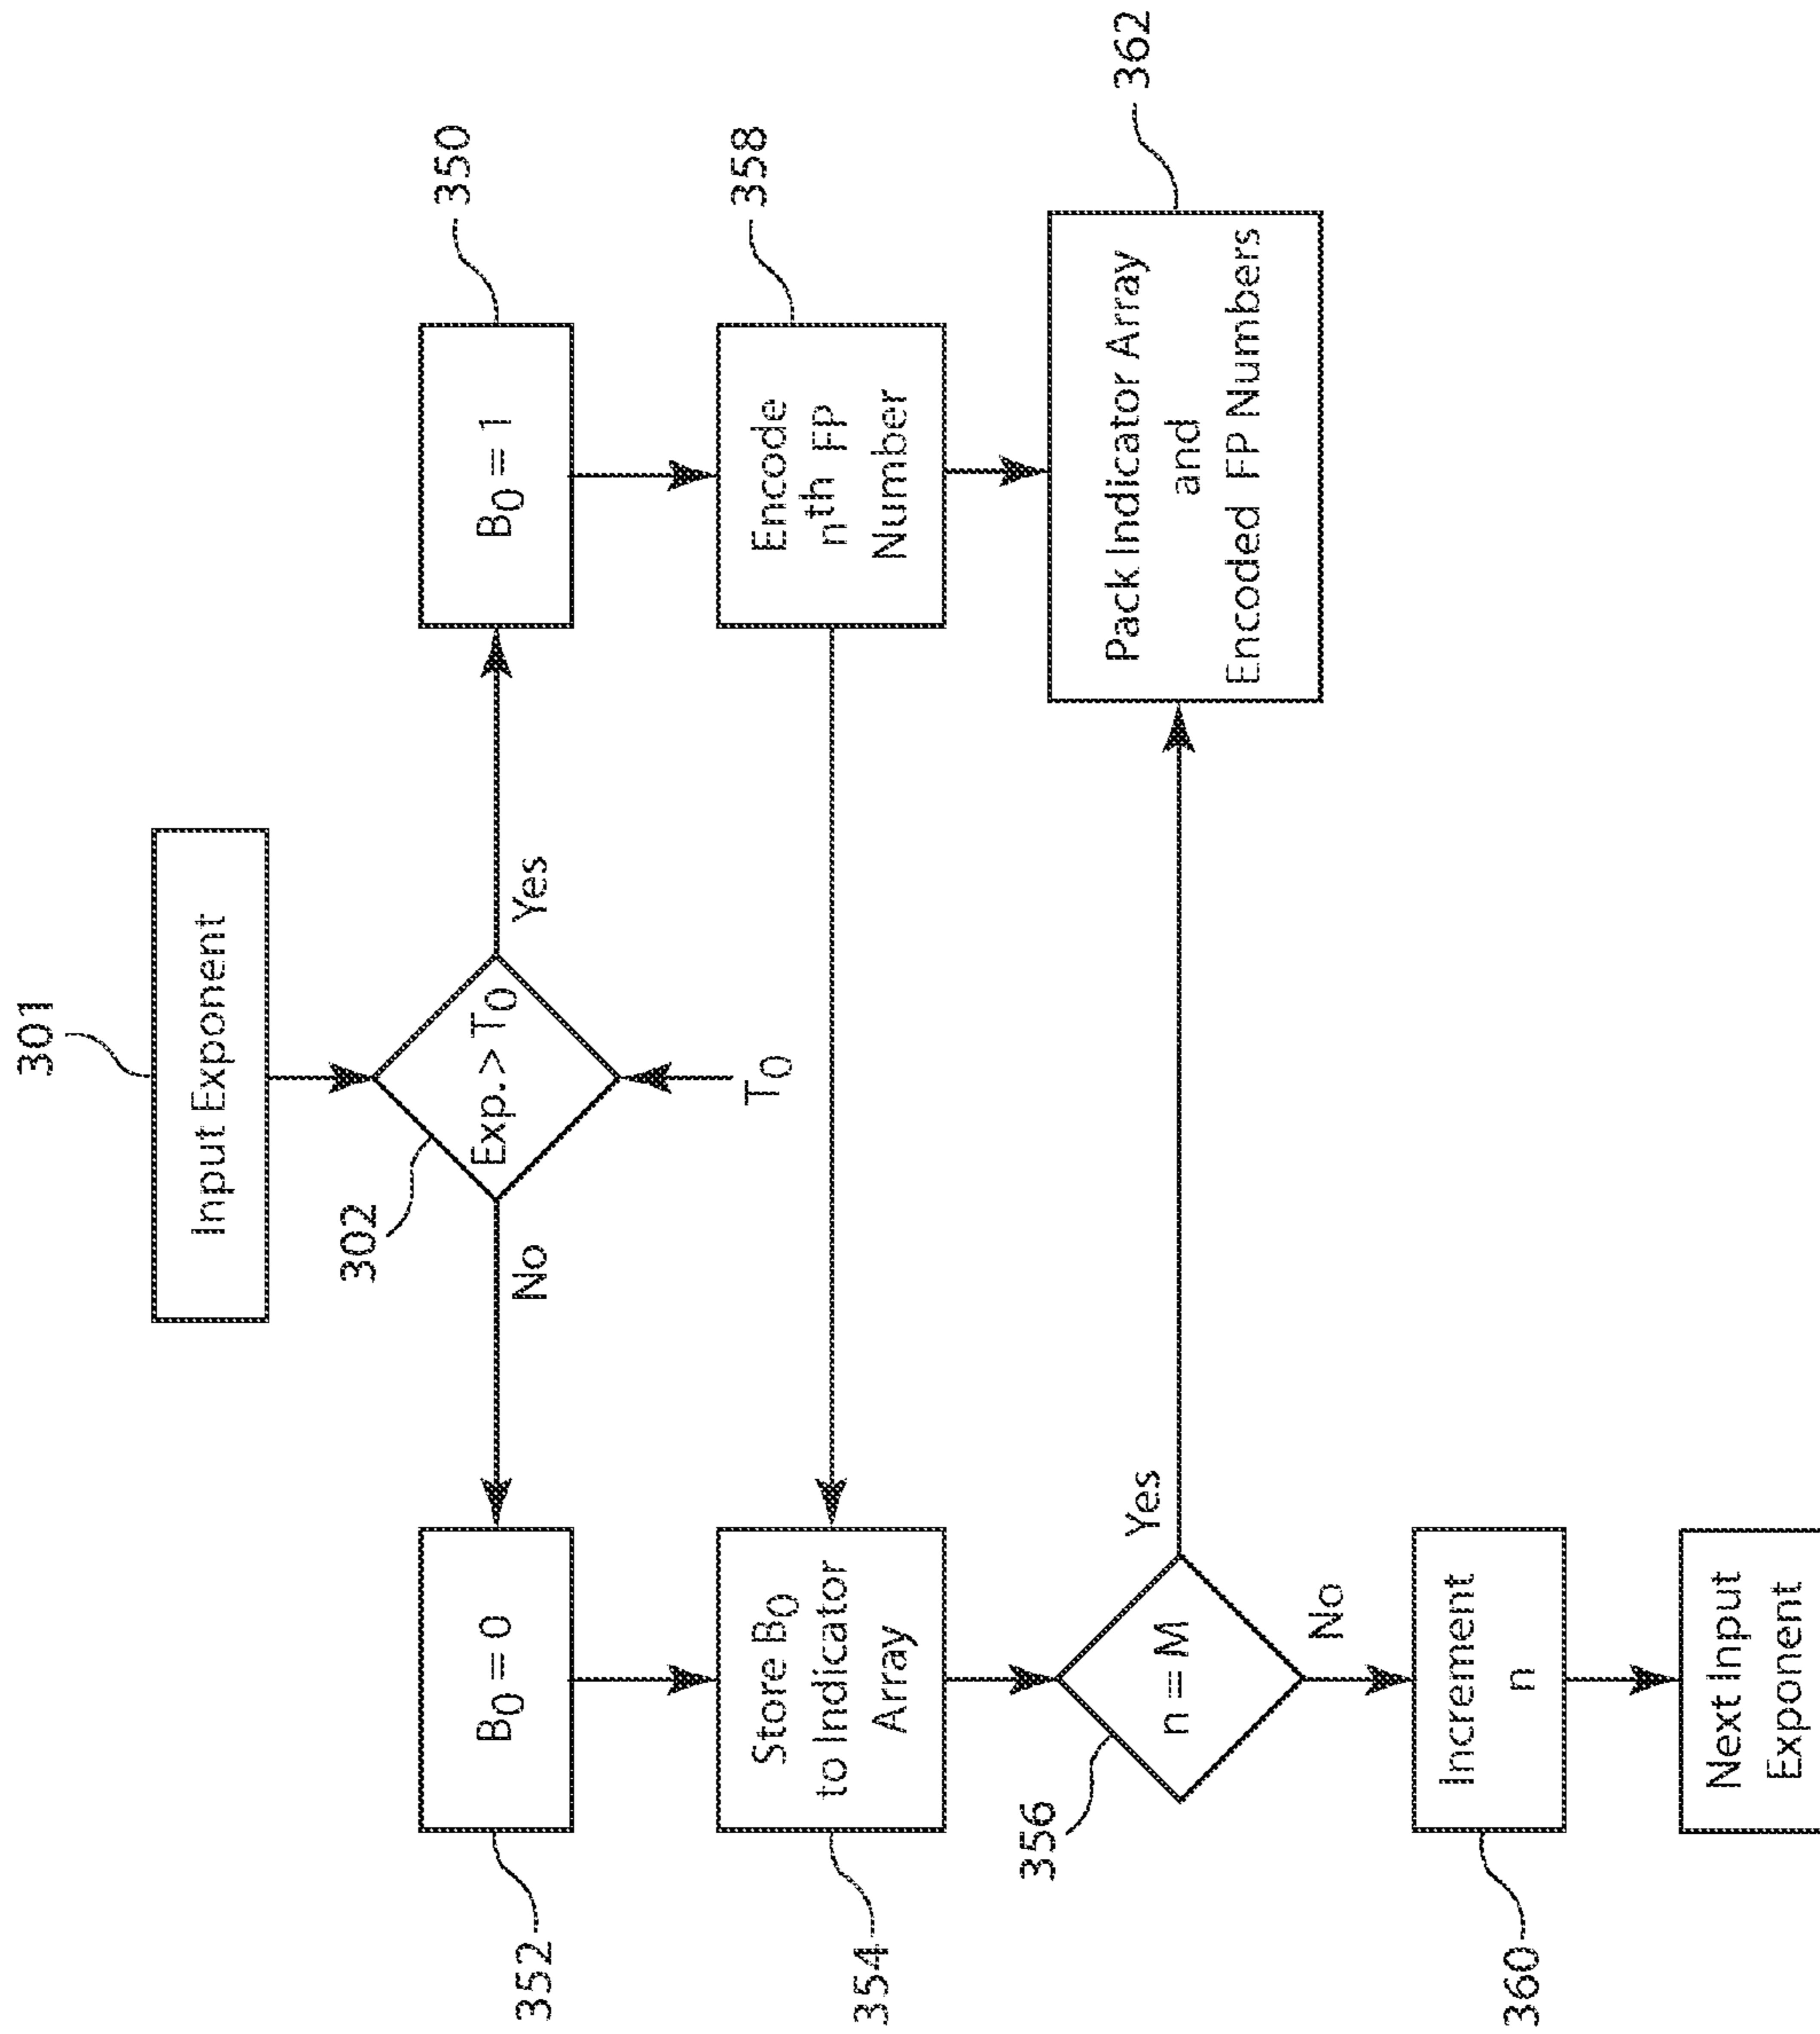 301
Input Exponent
302
Exp.>T0
No
Yes
T0
352
B0 = 0
B0 = 1
350
354
Store B0
to Indicator
Array
Encode
nth FP
Number
358
356
n = M
Yes
No
Pack Indicator Array
and
Encoded FP Numbers
362
360
Increment
n
Next Input
Exponent